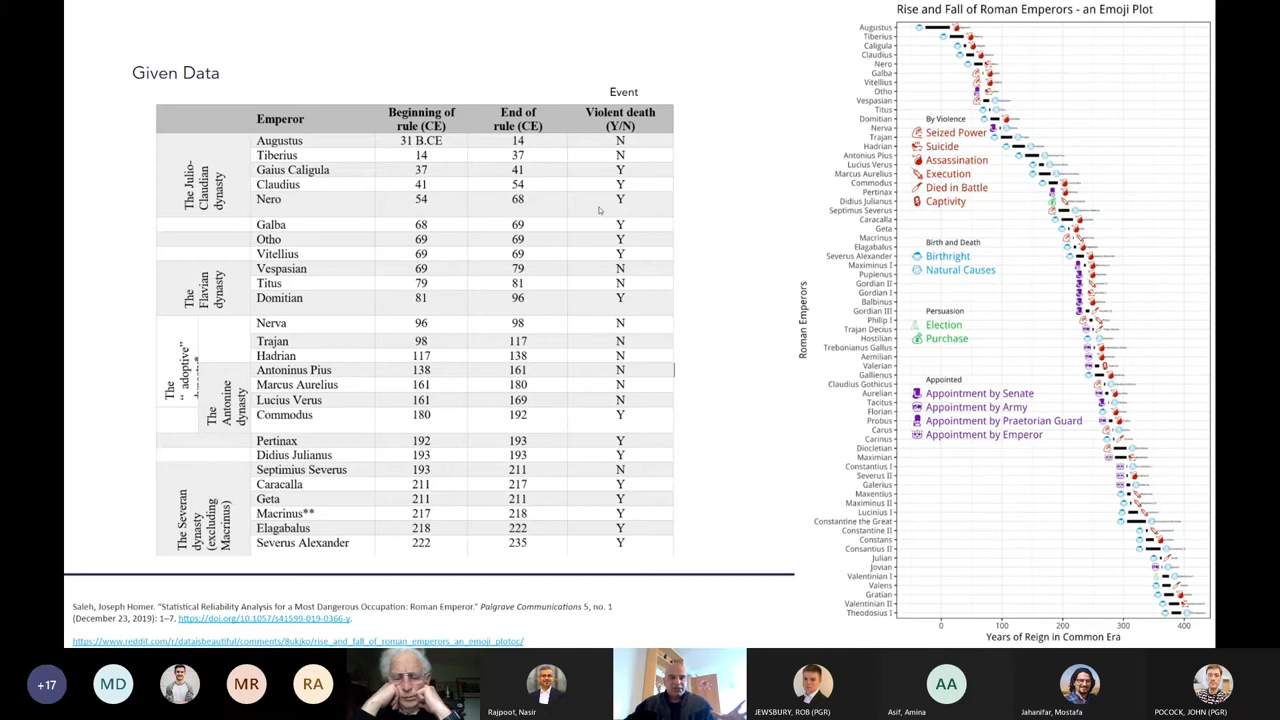 Given Data
Event
Emperor Beginning of rule (CE) End of rule (CE) Violent death (Y/N)
The Julio-Claudian dynasty
Augustus 31 B.CE 14 N
Tiberius 14 37 N
Gaius Caligula 37 41 Y
Claudius 41 54 Y
Nero 54 68 Y
Galba 68 69 Y
Otho 69 69 Y
Vitellius 69 69 Y
The Flavian dynasty
Vespasian 69 79 N
Titus 79 81 N
Domitian 81 96 Y
The "adoptive"
Nerva 96 98 N
Trajan 98 117 N
Hadrian 117 138 N
The Antonine dynasty
Antoninus Pius 138 161 N
Marcus Aurelius 161 180 N
Lucius Verus 161 169 N
Commodus 180 192 Y
Pertinax 192 193 Y
Didius Julianus 193 193 Y
The Severan dynasty (excluding Macrinus)
Septimius Severus 193 211 N
Caracalla 211 217 Y
Geta 211 211 Y
Macrinus** 217 218 Y
Elagabalus 218 222 Y
Severus Alexander 222 235 Y
Saleh, Joseph Homer. "Statistical Reliability Analysis for a Most Dangerous Occupation: Roman Emperor." Palgrave Communications 5, no. 1
(December 23, 2019): 1–7. https://doi.org/10.1057/s41599-019-0366-y.
https://www.reddit.com/r/dataisbeautiful/comments/8ukjko/rise_and_fall_of_roman_emperors_an_emoji_plotoc/
Rise and Fall of Roman Emperors - an Emoji Plot
Roman Emperors
Augustus
Tiberius
Caligula
Claudius
Nero
Galba
Vitellius
Otho
Vespasian
Titus
Domitian
Nerva
Trajan
Hadrian
Antonius Pius
Lucius Verus
Marcus Aurelius
Commodus
Pertinax
Didius Julianus
Septimus Severus
Caracalla
Geta
Macrinus
Elagabalus
Severus Alexander
Maximinus I
Pupienus
Gordian II
Gordian I
Balbinus
Gordian III
Philip I
Trajan Decius
Hostilian
Trebonianus Gallus
Aemilian
Valerian
Gallienus
Claudius Gothicus
Aurelian
Tacitus
Florian
Probus
Carus
Carinus
Diocletian
Maximian
Constantius I
Severus II
Galerius
Maxentius
Maximinus II
Lucinius I
Constantine the Great
Constantine II
Constans
Consantius II
Julian
Jovian
Valentinian I
Valens
Gratian
Valentinian II
Theodosius I
By Violence
Seized Power
Suicide
Assassination
Execution
Died in Battle
Captivity
Birth and Death
Birthright
Natural Causes
Persuasion
Election
Purchase
Appointed
Appointment by Senate
Appointment by Army
Appointment by Praetorian Guard
Appointment by Emperor
0 100 200 300 400
Years of Reign in Common Era
+17
MD
MR
RA
Rajpoot, Nasir
JEWSBURY, ROB (PGR)
AA
Asif, Amina
Jahanifar, Mostafa
POCOCK, JOHN (PGR)